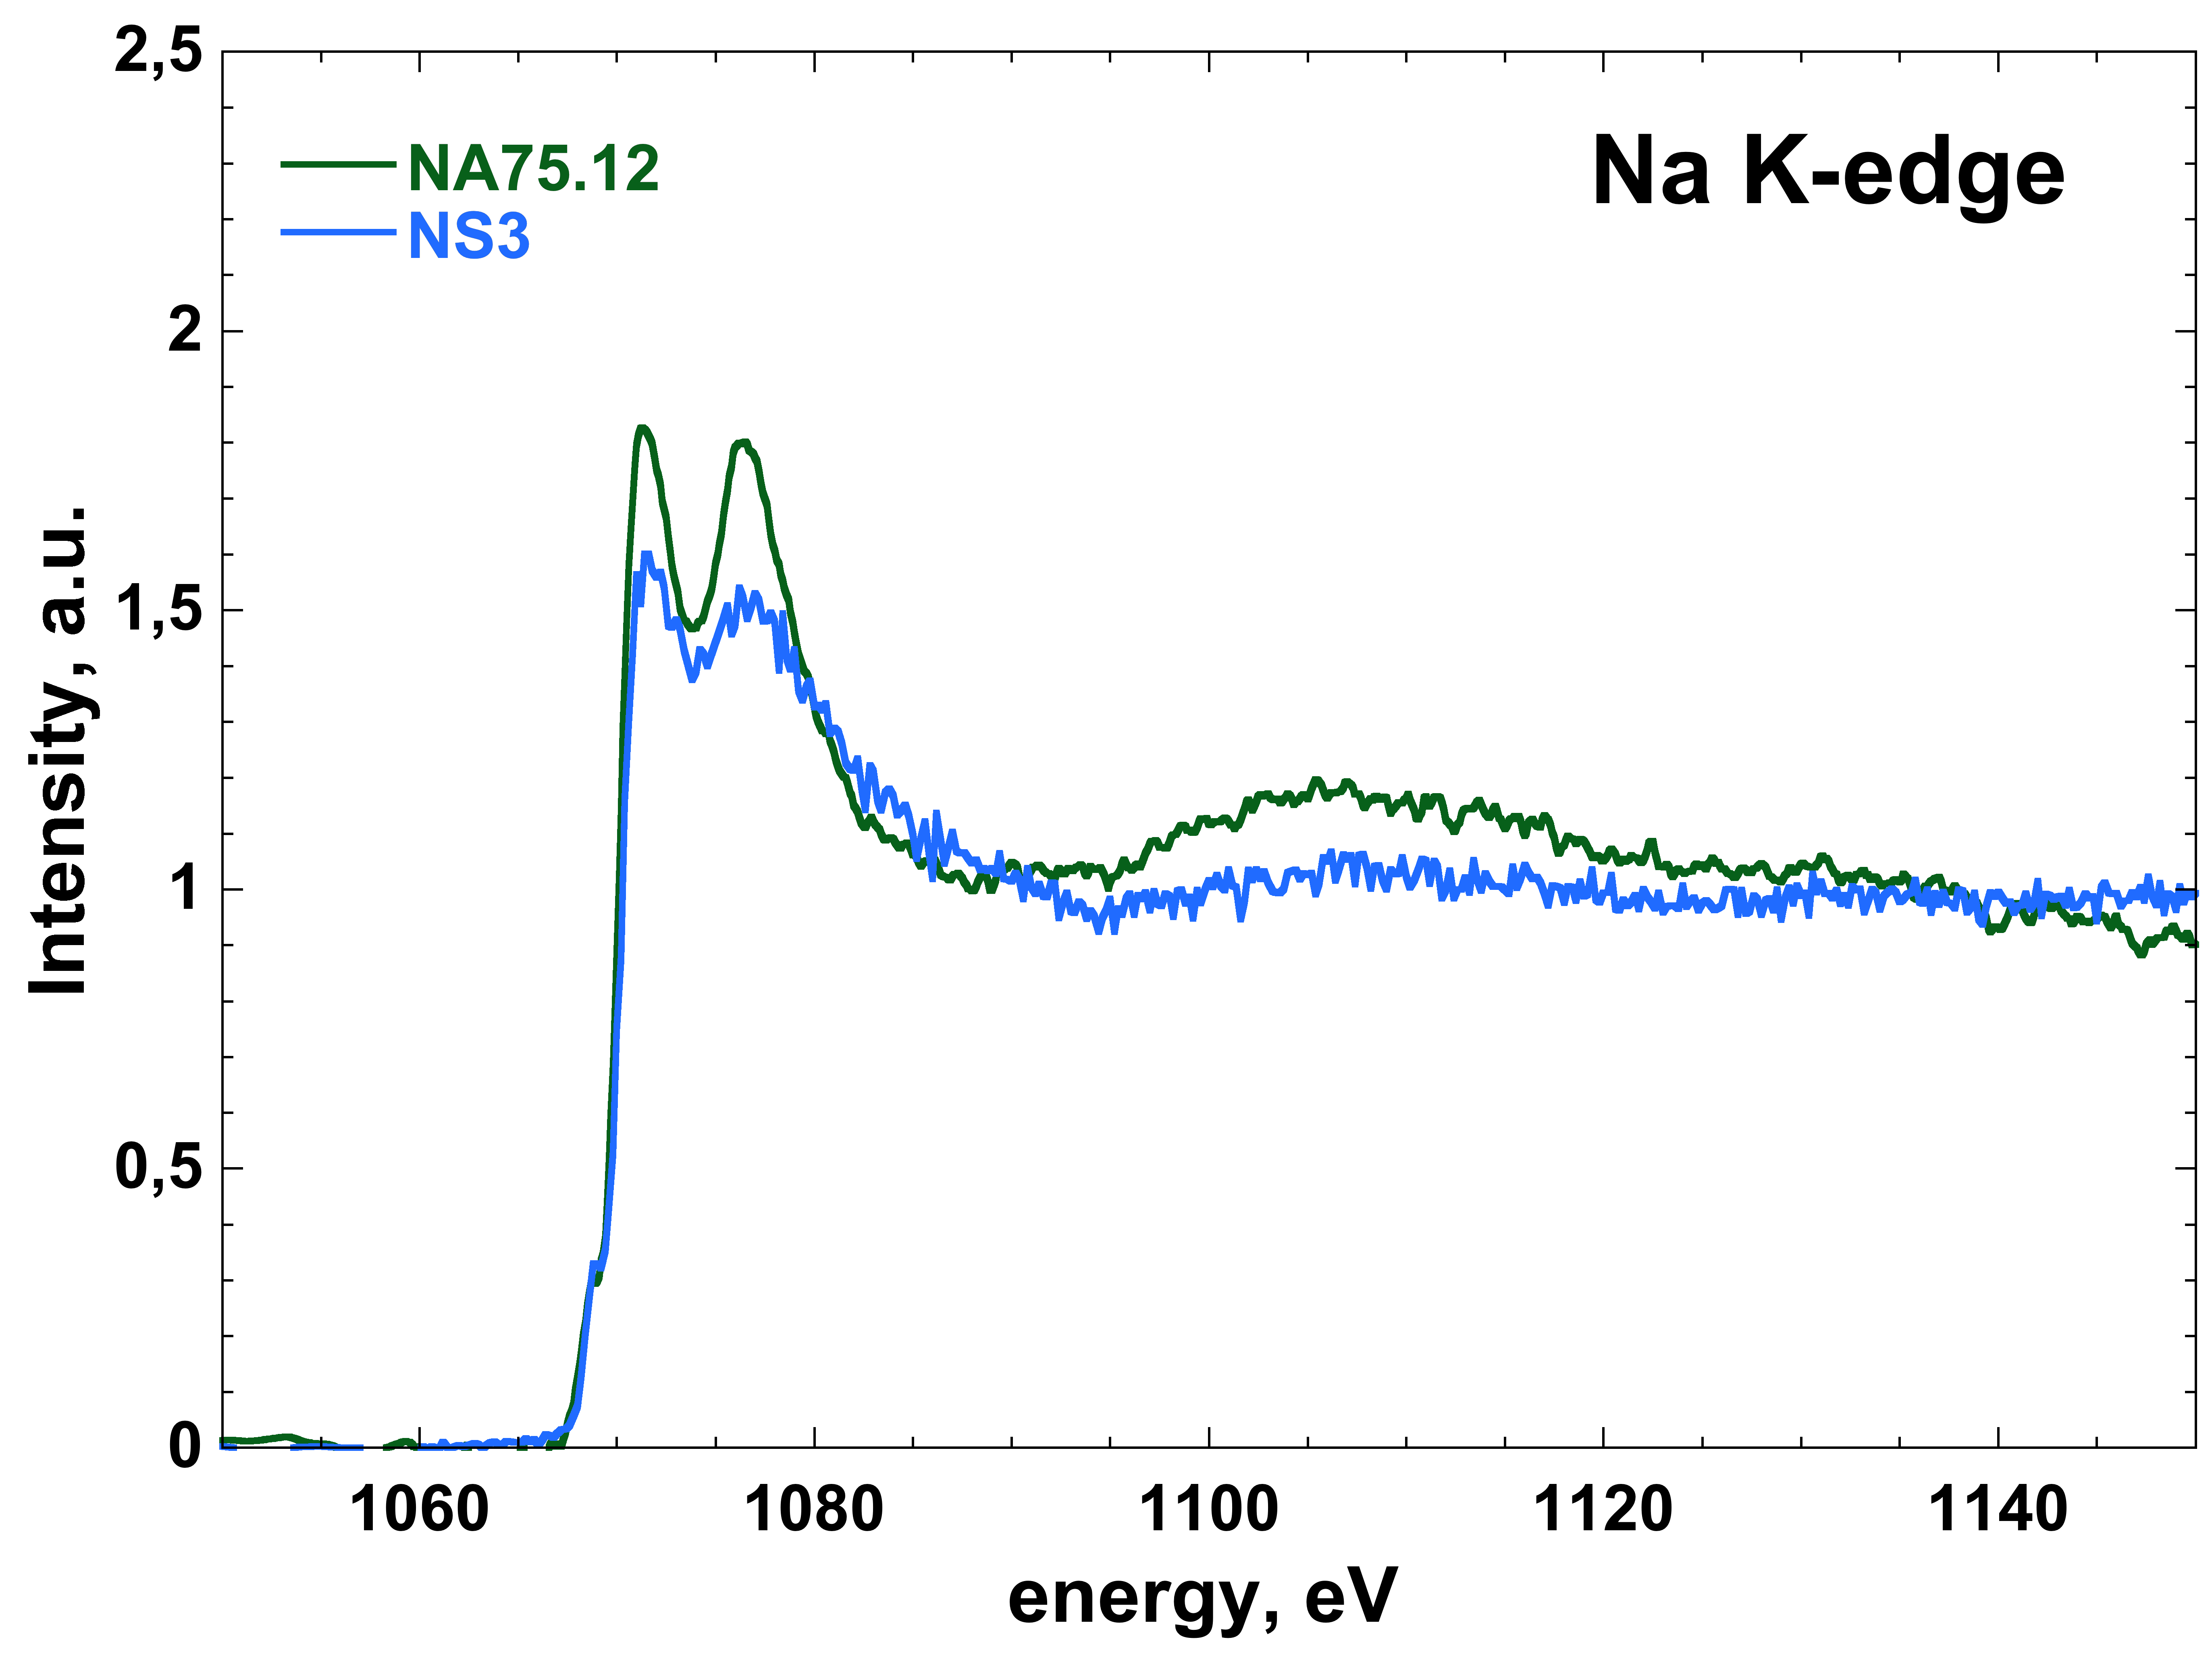 2,5
NA75.12
Na K-edge
NS3
2
1,5
1
0,5
0
Intensity, a.u.
1060 1080 1100 1120 1140
energy, eV